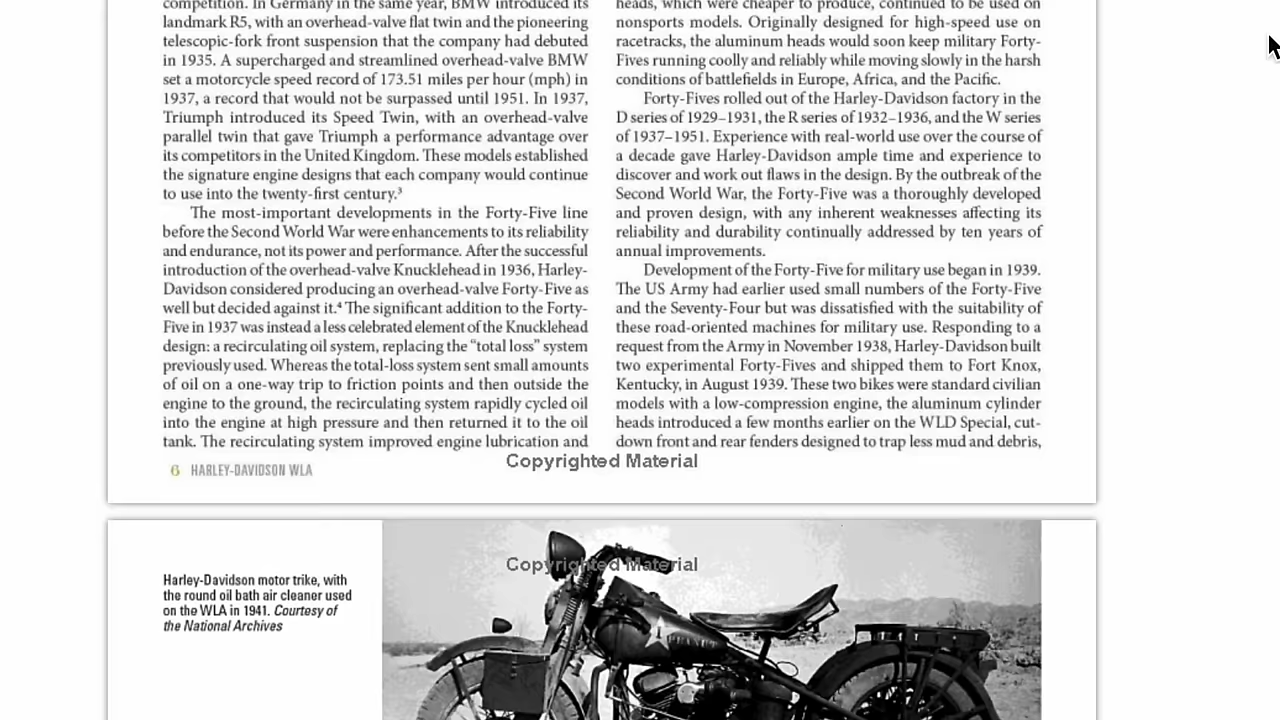 competition. In Germany in the same year, BMW introduced its
landmark R5, with an overhead-valve flat twin and the pioneering
telescopic-fork front suspension that the company had debuted
in 1935. A supercharged and streamlined overhead-valve BMW
set a motorcycle speed record of 173.51 miles per hour (mph) in
1937, a record that would not be surpassed until 1951. In 1937,
Triumph introduced its Speed Twin, with an overhead-valve
parallel twin that gave Triumph a performance advantage over
its competitors in the United Kingdom. These models established
the signature engine designs that each company would continue
to use into the twenty-first century.³
The most-important developments in the Forty-Five line
before the Second World War were enhancements to its reliability
and endurance, not its power and performance. After the successful
introduction of the overhead-valve Knucklehead in 1936, Harley-
Davidson considered producing an overhead-valve Forty-Five as
well but decided against it.⁴ The significant addition to the Forty-
Five in 1937 was instead a less celebrated element of the Knucklehead
design: a recirculating oil system, replacing the “total loss” system
previously used. Whereas the total-loss system sent small amounts
of oil on a one-way trip to friction points and then outside the
engine to the ground, the recirculating system rapidly cycled oil
into the engine at high pressure and then returned it to the oil
tank. The recirculating system improved engine lubrication and
heads, which were cheaper to produce, continued to be used on
nonsports models. Originally designed for high-speed use on
racetracks, the aluminum heads would soon keep military Forty-
Fives running coolly and reliably while moving slowly in the harsh
conditions of battlefields in Europe, Africa, and the Pacific.
Forty-Fives rolled out of the Harley-Davidson factory in the
D series of 1929–1931, the R series of 1932–1936, and the W series
of 1937–1951. Experience with real-world use over the course of
a decade gave Harley-Davidson ample time and experience to
discover and work out flaws in the design. By the outbreak of the
Second World War, the Forty-Five was a thoroughly developed
and proven design, with any inherent weaknesses affecting its
reliability and durability continually addressed by ten years of
annual improvements.
Development of the Forty-Five for military use began in 1939.
The US Army had earlier used small numbers of the Forty-Five
and the Seventy-Four but was dissatisfied with the suitability of
these road-oriented machines for military use. Responding to a
request from the Army in November 1938, Harley-Davidson built
two experimental Forty-Fives and shipped them to Fort Knox,
Kentucky, in August 1939. These two bikes were standard civilian
models with a low-compression engine, the aluminum cylinder
heads introduced a few months earlier on the WLD Special, cut-
down front and rear fenders designed to trap less mud and debris,
6 HARLEY-DAVIDSON WLA
Copyrighted Material
Copyrighted Material
Harley-Davidson motor trike, with
the round oil bath air cleaner used
on the WLA in 1941. Courtesy of
the National Archives